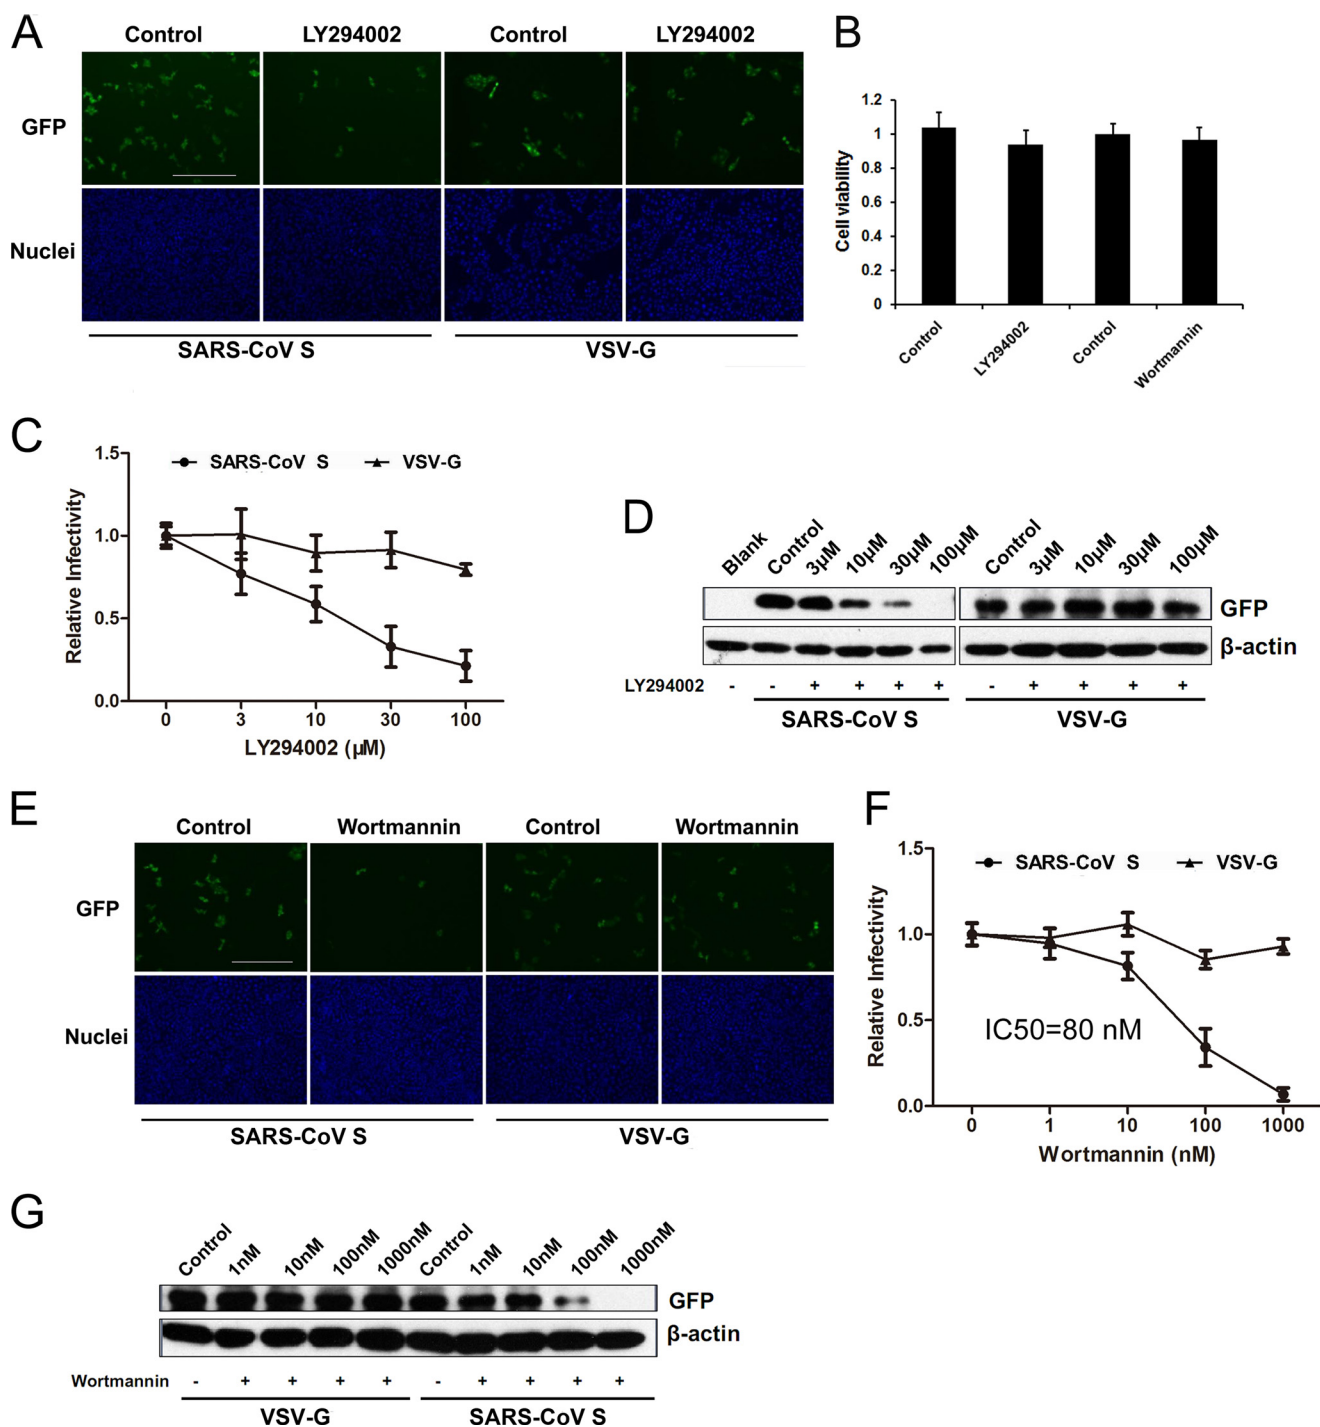 A
Control LY294002 Control LY294002
GFP
Nuclei
SARS-CoV S VSV-G
B
1.2
1
0.8
0.6
0.4
0.2
0
Cell viability
Control LY294002 Control Wortmannin
C
1.5
1.0
0.5
0.0
Relative Infectivity
SARS-CoV S VSV-G
0 3 10 30 100
LY294002 (µM)
D
Blank Control 3µM 10µM 30µM 100µM Control 3µM 10µM 30µM 100µM
GFP
β-actin
LY294002 - - + + + + - + + + +
SARS-CoV S VSV-G
E
Control Wortmannin Control Wortmannin
GFP
Nuclei
SARS-CoV S VSV-G
F
1.5
1.0
0.5
0.0
Relative Infectivity
SARS-CoV S VSV-G
IC50=80 nM
0 1 10 100 1000
Wortmannin (nM)
G
Control 1nM 10nM 100nM 1000nM Control 1nM 10nM 100nM 1000nM
GFP
β-actin
Wortmannin - + + + + - + + + +
VSV-G SARS-CoV S